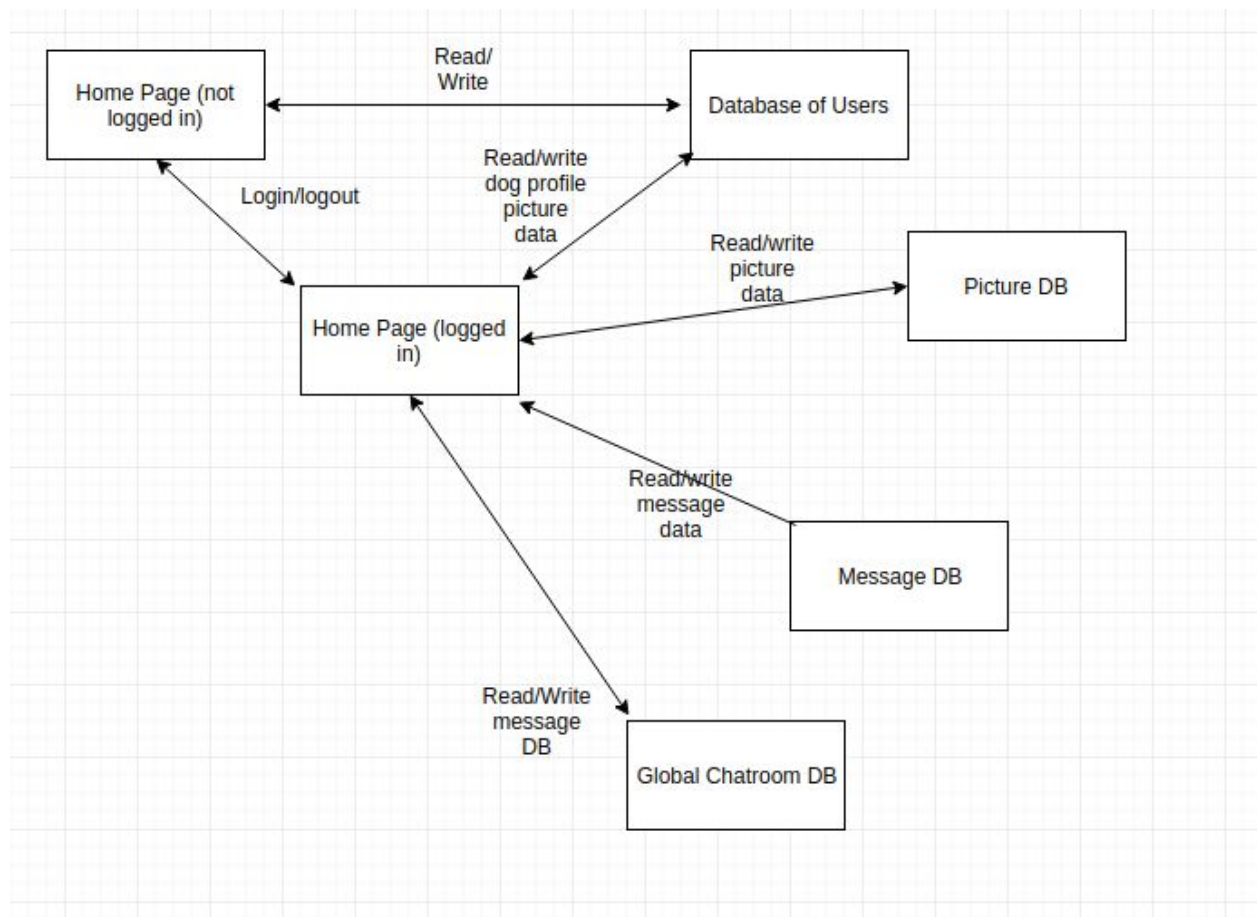 Read/
Write
Home Page (not
logged in)
Database of Users
Read/write
dog profile
picture
data
Login/logout
Read/write
picture
data
Picture DB
Home Page (logged
in)
Read/write
message
data
Message DB
Read/Write
message
DB
Global Chatroom DB